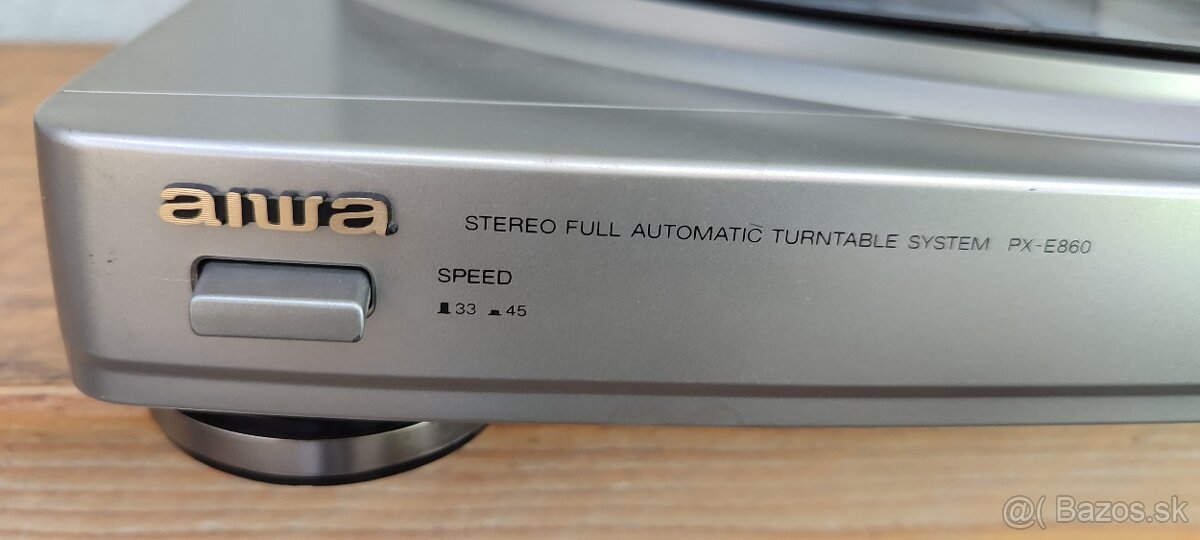 aiwa
STEREO FULL AUTOMATIC TURNTABLE SYSTEM PX-E860
SPEED
33 45
@( Bazos.sk